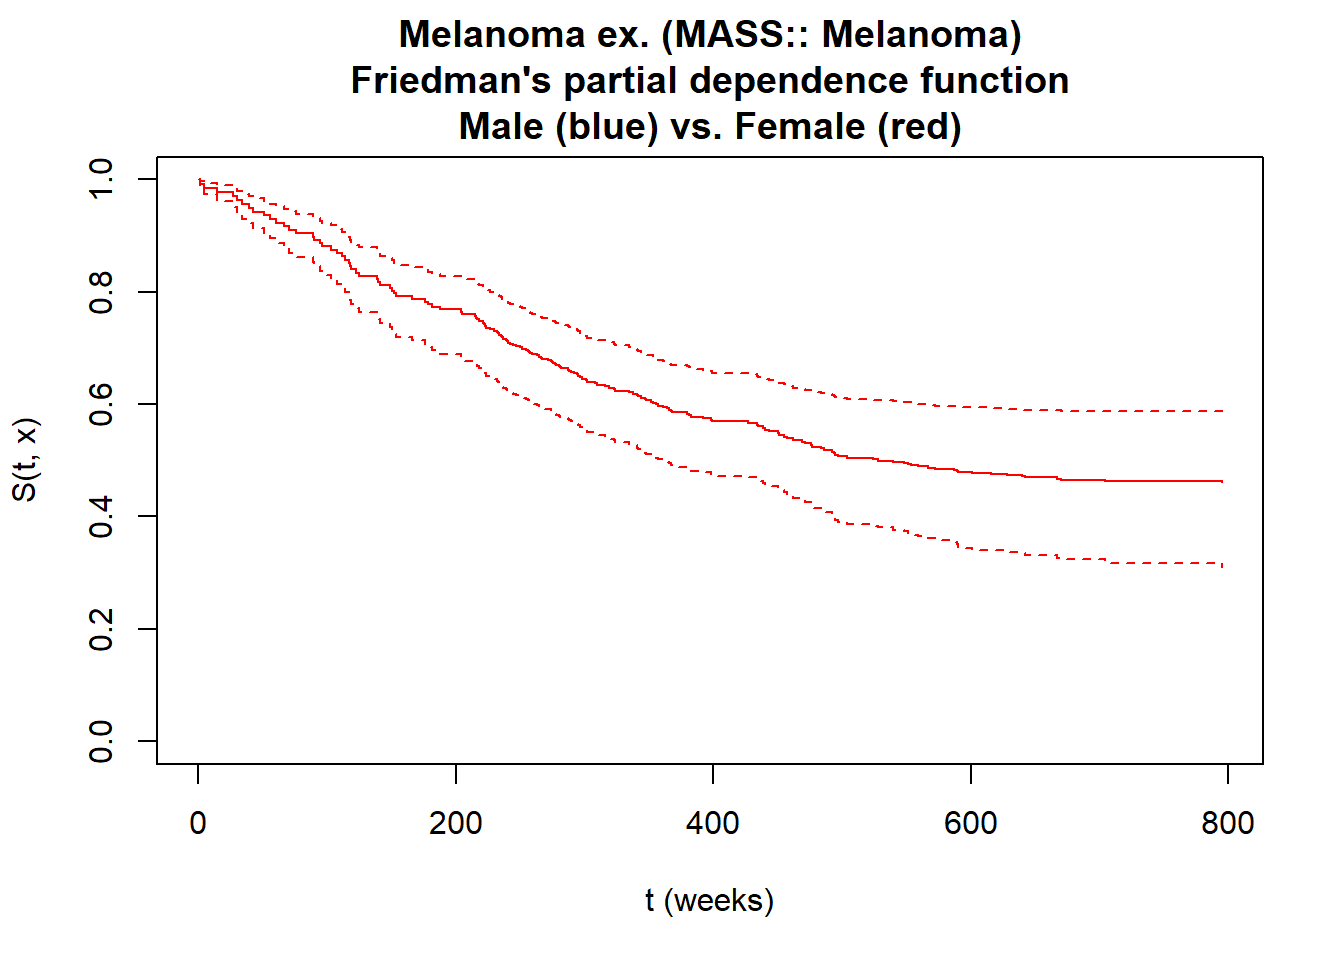 Melanoma ex. (MASS:: Melanoma)
Friedman's partial dependence function
Male (blue) vs. Female (red)
S(t, x)
1.0
0.8
0.6
0.4
0.2
0.0
0 200 400 600 800
t (weeks)